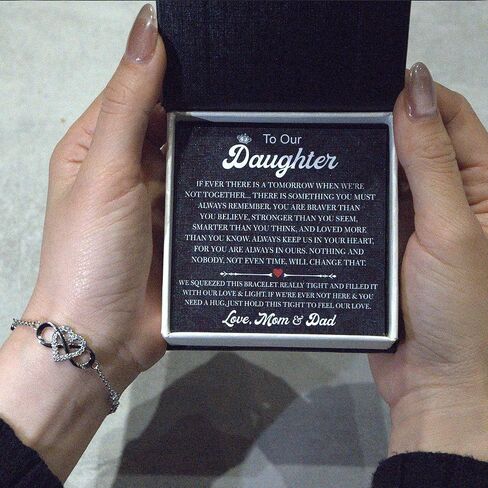 To Our
Daughter
IF EVER THERE IS A TOMORROW WHEN WE'RE
NOT TOGETHER... THERE IS SOMETHING YOU MUST
ALWAYS REMEMBER. YOU ARE BRAVER THAN
YOU BELIEVE, STRONGER THAN YOU SEEM,
SMARTER THAN YOU THINK, AND LOVED MORE
THAN YOU KNOW. ALWAYS KEEP US IN YOUR HEART,
FOR YOU ARE ALWAYS IN OURS. NOTHING AND
NOBODY, NOT EVEN TIME, WILL CHANGE THAT.
WE SQUEEZED THIS BRACELET REALLY TIGHT AND FILLED IT
WITH OUR LOVE & LIGHT. IF WE'RE EVER NOT HERE & YOU
NEED A HUG, JUST HOLD THIS TIGHT TO FEEL OUR LOVE.
Love, Mom & Dad